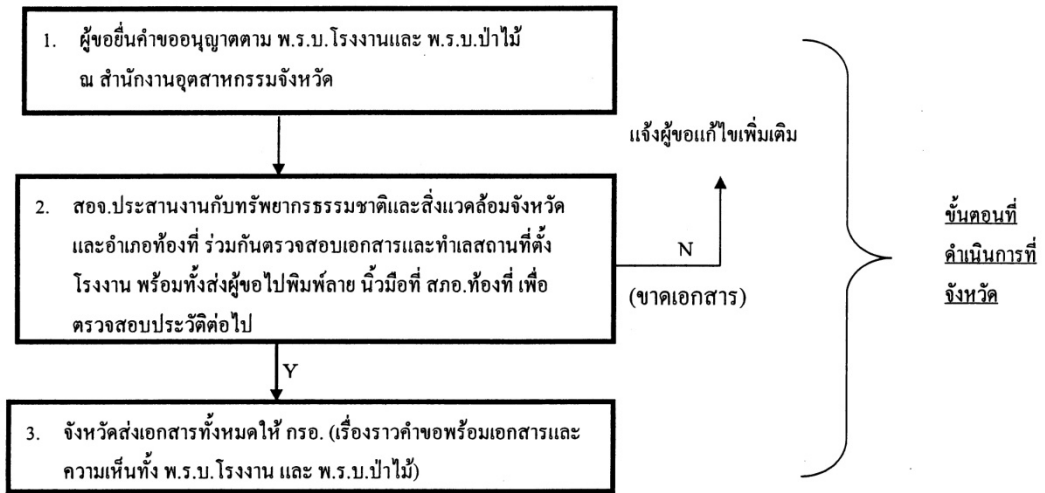 1. ผู้ขอยื่นคำขออนุญาตตาม พ.ร.บ.โรงงานและ พ.ร.บ.ป่าไม้
ณ สำนักงานอุตสาหกรรมจังหวัด
แจ้งผู้ขอแก้ไขเพิ่มเติม
2. สอจ.ประสานงานกับทรัพยากรธรรมชาติและสิ่งแวดล้อมจังหวัด
และอำเภอท้องที่ ร่วมกันตรวจสอบเอกสารและทำเลสถานที่ตั้ง
โรงงาน พร้อมทั้งส่งผู้ขอไปพิมพ์ลาย นิ้วมือที่ สภอ.ท้องที่ เพื่อ
ตรวจสอบประวัติต่อไป
N
(ขาดเอกสาร)
Y
3. จังหวัดส่งเอกสารทั้งหมดให้ กรอ. (เรื่องราวคำขอพร้อมเอกสารและ
ความเห็นทั้ง พ.ร.บ.โรงงาน และ พ.ร.บ.ป่าไม้)
ขั้นตอนที่
ดำเนินการที่
จังหวัด